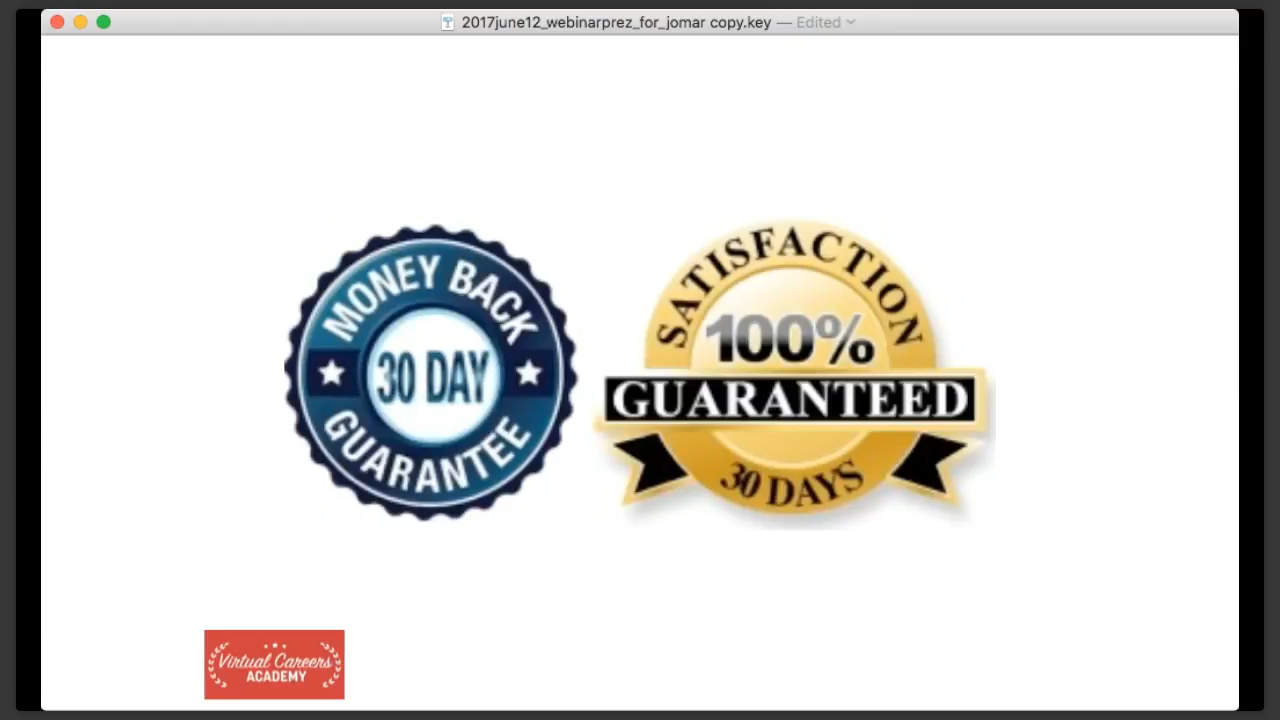 2017june12_webinarprez_for_jomar copy.key — Edited
MONEY BACK
30 DAY
GUARANTEE
SATISFACTION
100%
GUARANTEED
30 DAYS
Virtual Careers
ACADEMY